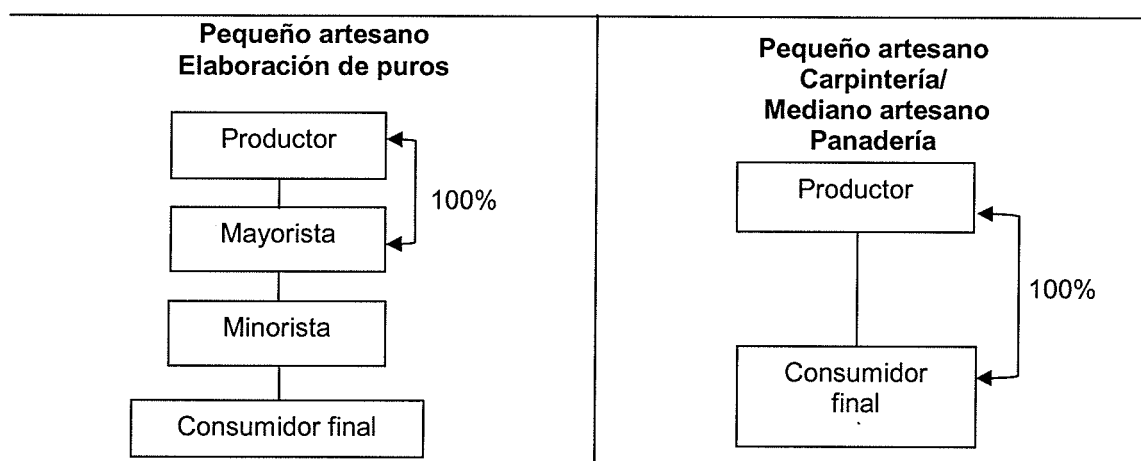 Pequeño artesano
Elaboración de puros
Productor
100%
Mayorista
Minorista
Consumidor final
Pequeño artesano
Carpintería/
Mediano artesano
Panadería
Productor
100%
Consumidor
final